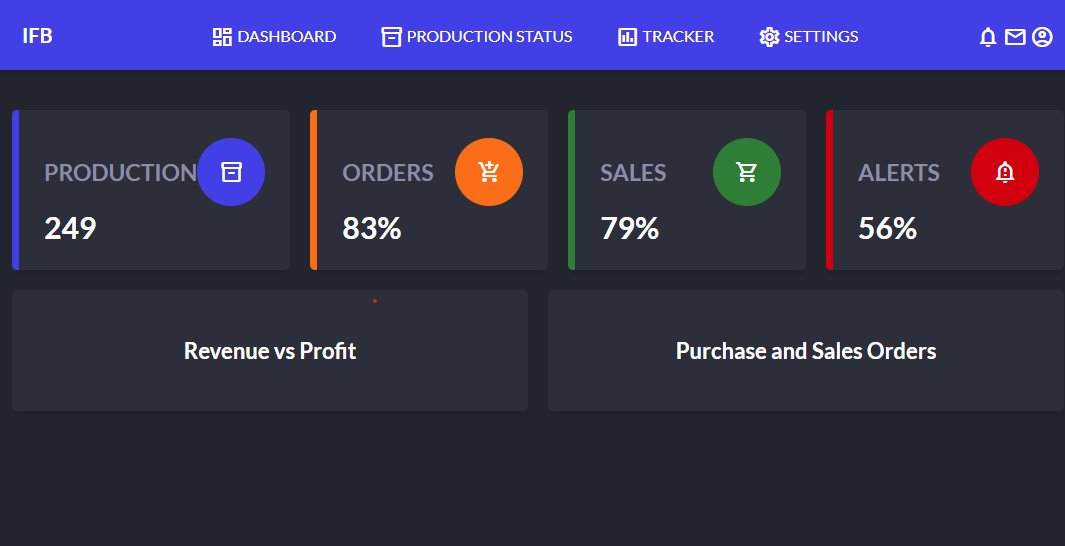 IFB DASHBOARD PRODUCTION STATUS TRACKER SETTINGS
PRODUCTION
249
ORDERS
83%
SALES
79%
ALERTS
56%
Revenue vs Profit
Purchase and Sales Orders